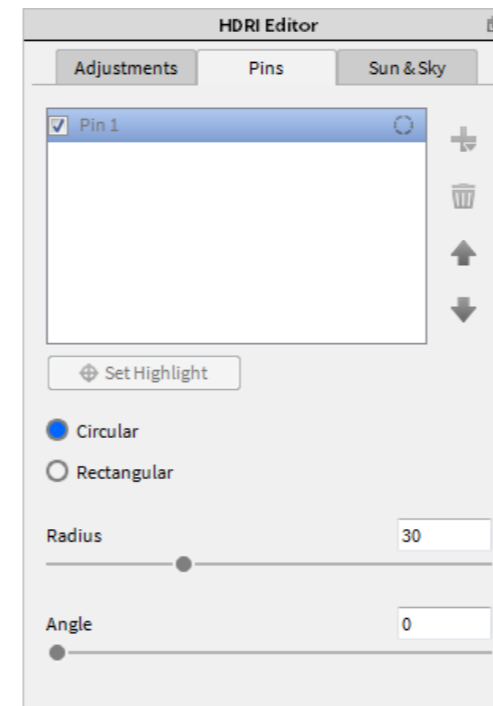 HDRI Editor
Adjustments Pins Sun & Sky
Pin 1
Set Highlight
Circular
Rectangular
Radius 30
Angle 0